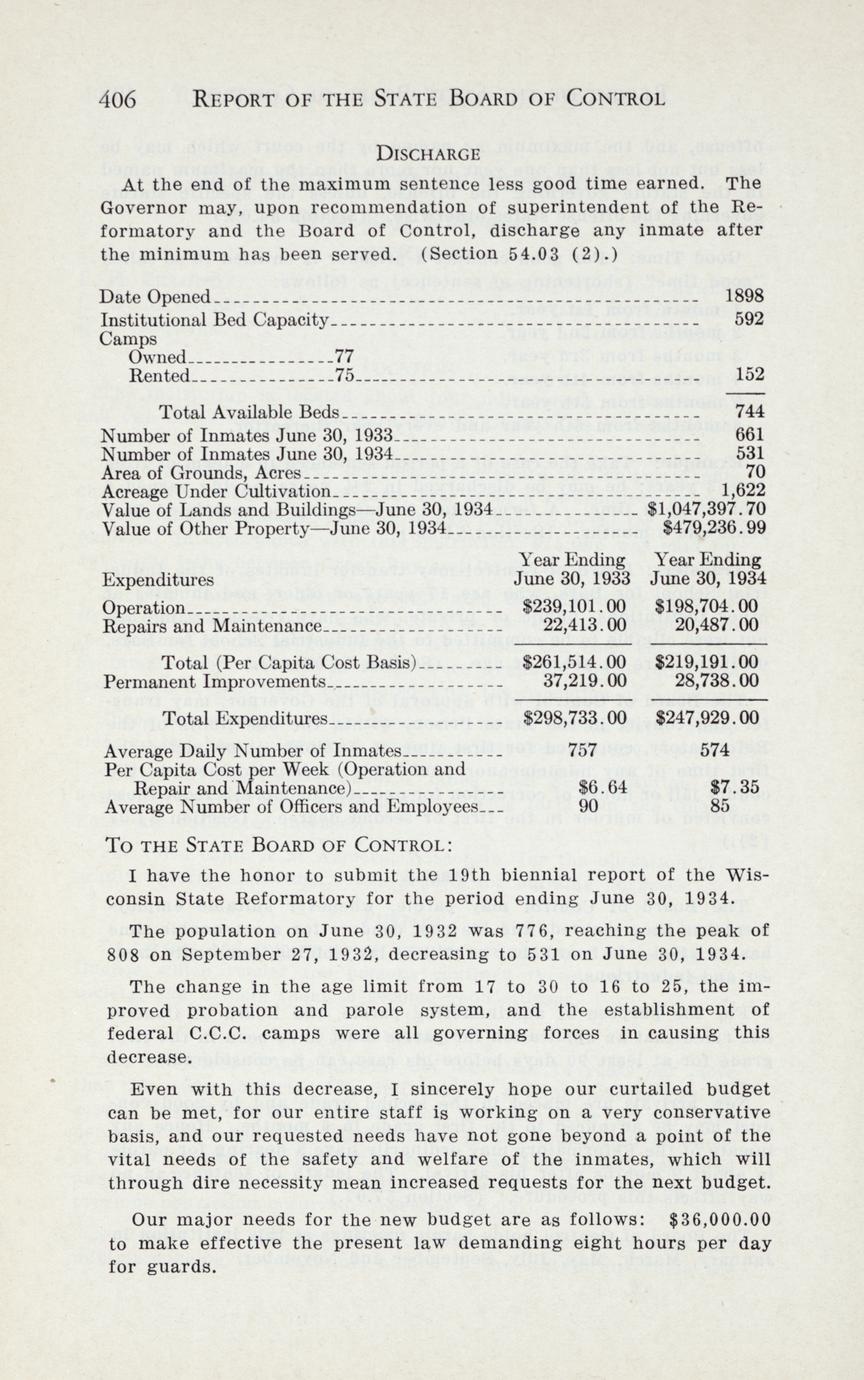 406 REPORT OF THE STATE BOARD OF CONTROL
DISCHARGE
At the end of the maximum sentence less good time earned. The
Governor may, upon recommendation of superintendent of the Re-
formatory and the Board of Control, discharge any inmate after
the minimum has been served. (Section 54.03 (2).)
Date Opened 1898
Institutional Bed Capacity 592
Camps
Owned 77
Rented 75 152
Total Available Beds 744
Number of Inmates June 30, 1933 661
Number of Inmates June 30, 1934 531
Area of Grounds, Acres 70
Acreage Under Cultivation 1,622
Value of Lands and Buildings—June 30, 1934 $1,047,397.70
Value of Other Property—June 30, 1934 $479,236.99
Year Ending Year Ending
Expenditures June 30, 1933 June 30, 1934
Operation $239,101.00 $198,704.00
Repairs and Maintenance 22,413.00 20,487.00
Total (Per Capita Cost Basis) $261,514.00 $219,191.00
Permanent Improvements 37,219.00 28,738.00
Total Expenditures $298,733.00 $247,929.00
Average Daily Number of Inmates 757 574
Per Capita Cost per Week (Operation and
Repair and Maintenance) $6.64 $7.35
Average Number of Officers and Employees 90 85
TO THE STATE BOARD OF CONTROL:
I have the honor to submit the 19th biennial report of the Wis-
consin State Reformatory for the period ending June 30, 1934.
The population on June 30, 1932 was 776, reaching the peak of
808 on September 27, 1932, decreasing to 531 on June 30, 1934.
The change in the age limit from 17 to 30 to 16 to 25, the im-
proved probation and parole system, and the establishment of
federal C.C.C. camps were all governing forces in causing this
decrease.
Even with this decrease, I sincerely hope our curtailed budget
can be met, for our entire staff is working on a very conservative
basis, and our requested needs have not gone beyond a point of the
vital needs of the safety and welfare of the inmates, which will
through dire necessity mean increased requests for the next budget.
Our major needs for the new budget are as follows: $36,000.00
to make effective the present law demanding eight hours per day
for guards.